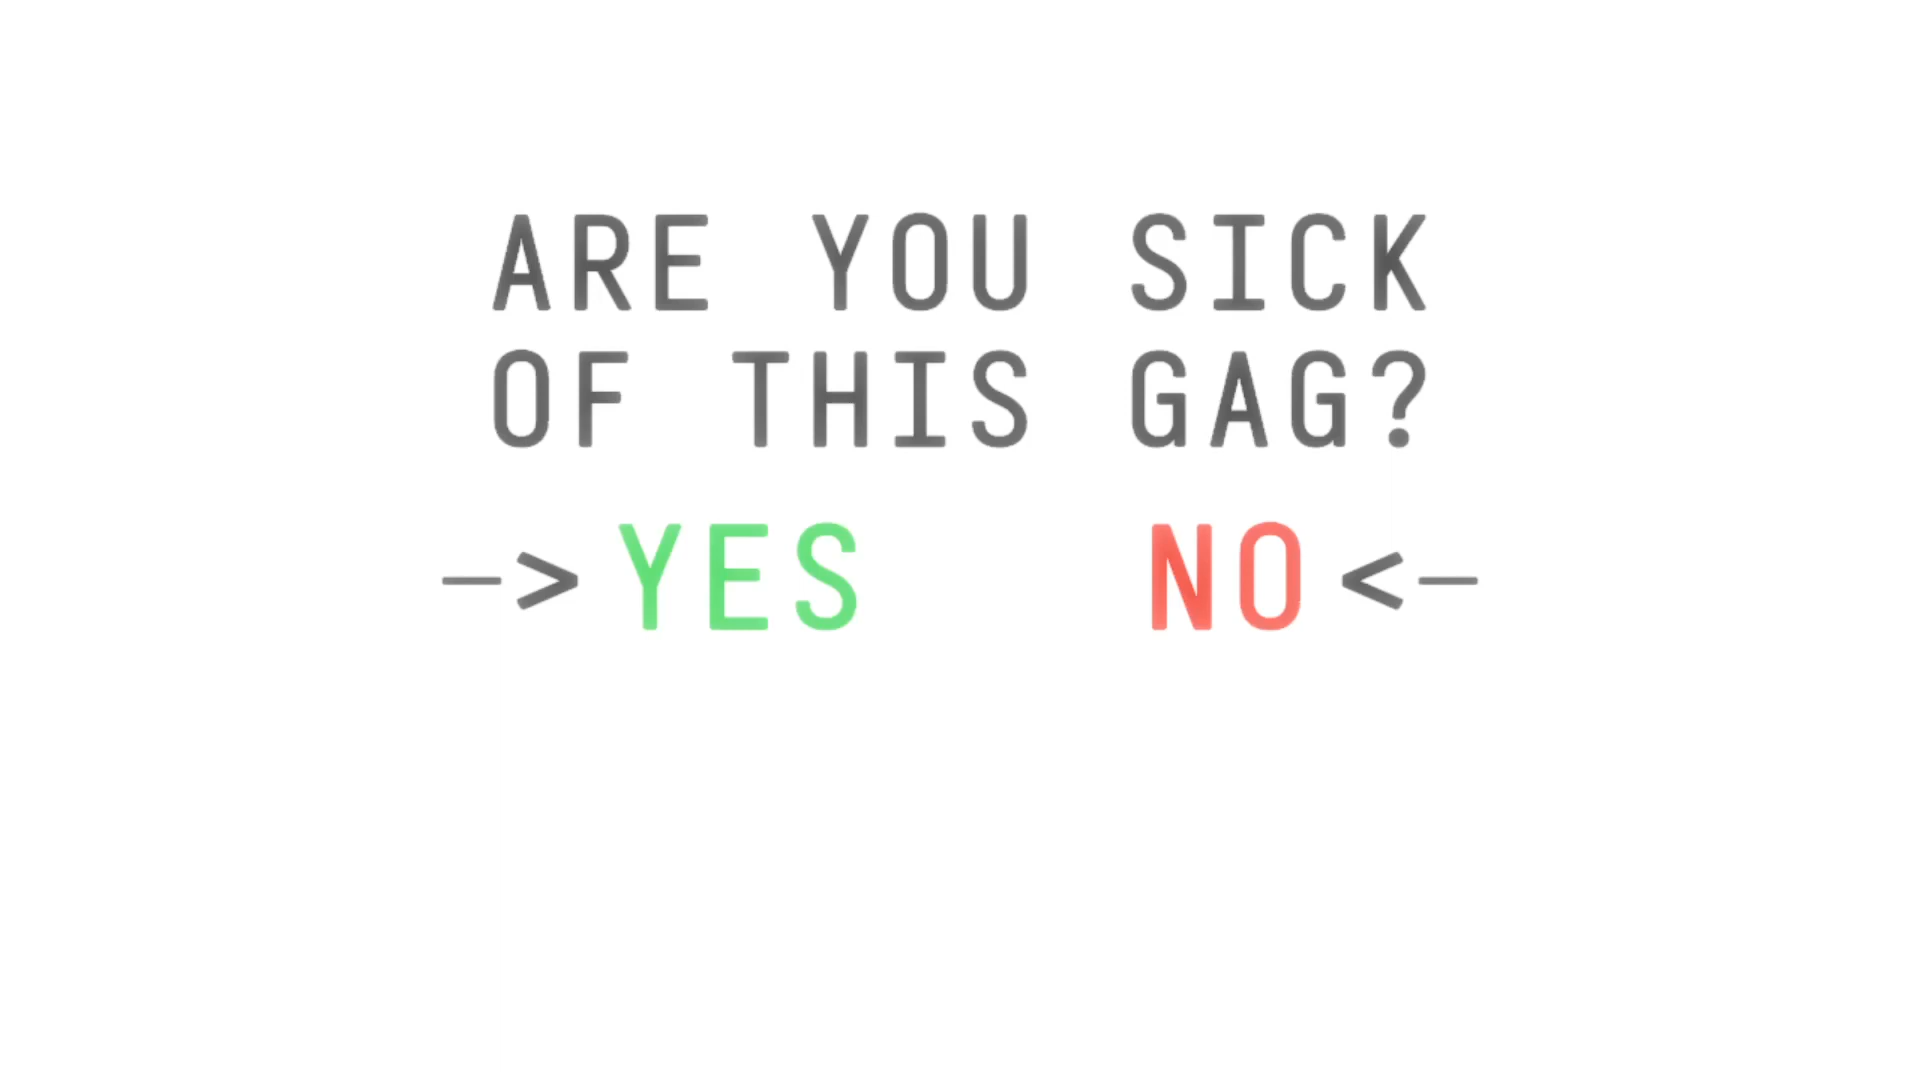 ARE YOU SICK
OF THIS GAG?
—> YES NO <—